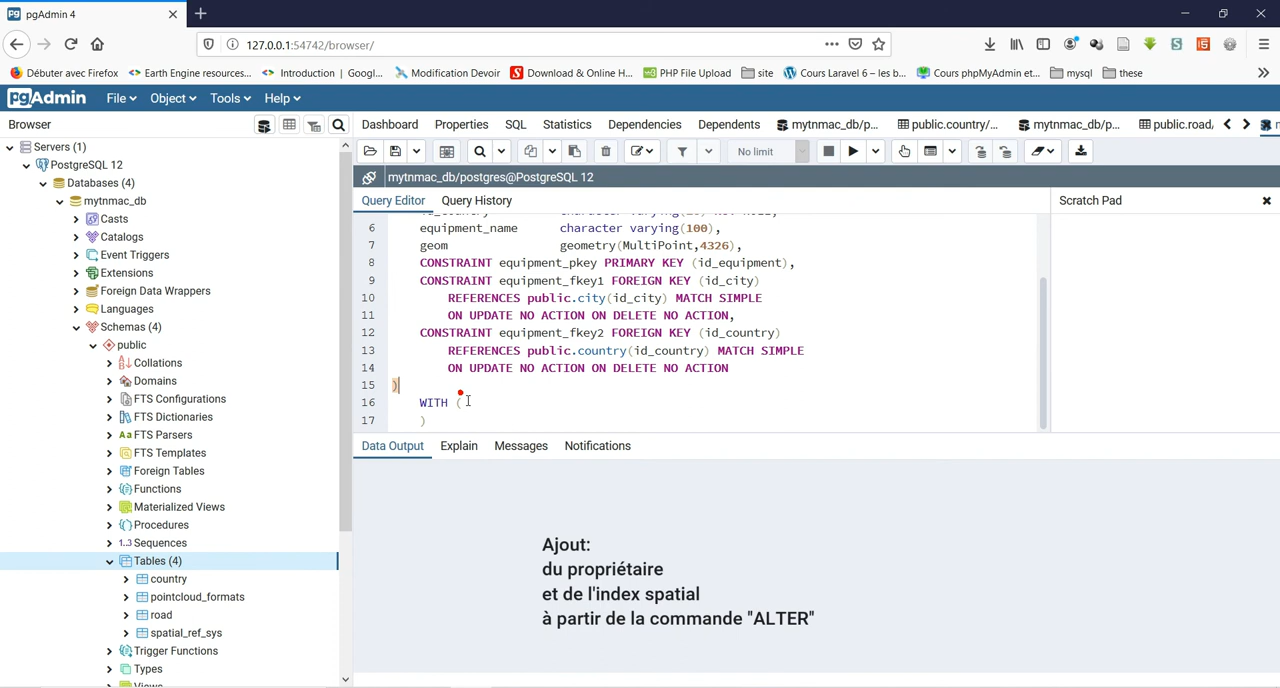 pgAdmin 4
127.0.0.1:54742/browser/
Débuter avec Firefox
Earth Engine resources...
Introduction | Googl...
Modification Devoir
Download & Online H...
PHP File Upload
site
Cours Laravel 6 – les b...
Cours phpMyAdmin et...
mysql
these
pgAdmin
File
Object
Tools
Help
Browser
Dashboard
Properties
SQL
Statistics
Dependencies
Dependents
mytnmac_db/p...
public.country/...
mytnmac_db/p...
public.road/
No limit
mytnmac_db/postgres@PostgreSQL 12
Query Editor
Query History
Scratch Pad
Servers (1)
PostgreSQL 12
Databases (4)
mytnmac_db
Casts
Catalogs
Event Triggers
Extensions
Foreign Data Wrappers
Languages
Schemas (4)
public
Collations
Domains
FTS Configurations
FTS Dictionaries
FTS Parsers
FTS Templates
Foreign Tables
Functions
Materialized Views
Procedures
Sequences
Tables (4)
country
pointcloud_formats
road
spatial_ref_sys
Trigger Functions
Types
Views
6 equipment_name character varying(100),
7 geom geometry(MultiPoint,4326),
8 CONSTRAINT equipment_pkey PRIMARY KEY (id_equipment),
9 CONSTRAINT equipment_fkey1 FOREIGN KEY (id_city)
10 REFERENCES public.city(id_city) MATCH SIMPLE
11 ON UPDATE NO ACTION ON DELETE NO ACTION,
12 CONSTRAINT equipment_fkey2 FOREIGN KEY (id_country)
13 REFERENCES public.country(id_country) MATCH SIMPLE
14 ON UPDATE NO ACTION ON DELETE NO ACTION
15 )
16 WITH (
17 )
Data Output
Explain
Messages
Notifications
Ajout:
du propriétaire
et de l'index spatial
à partir de la commande "ALTER"